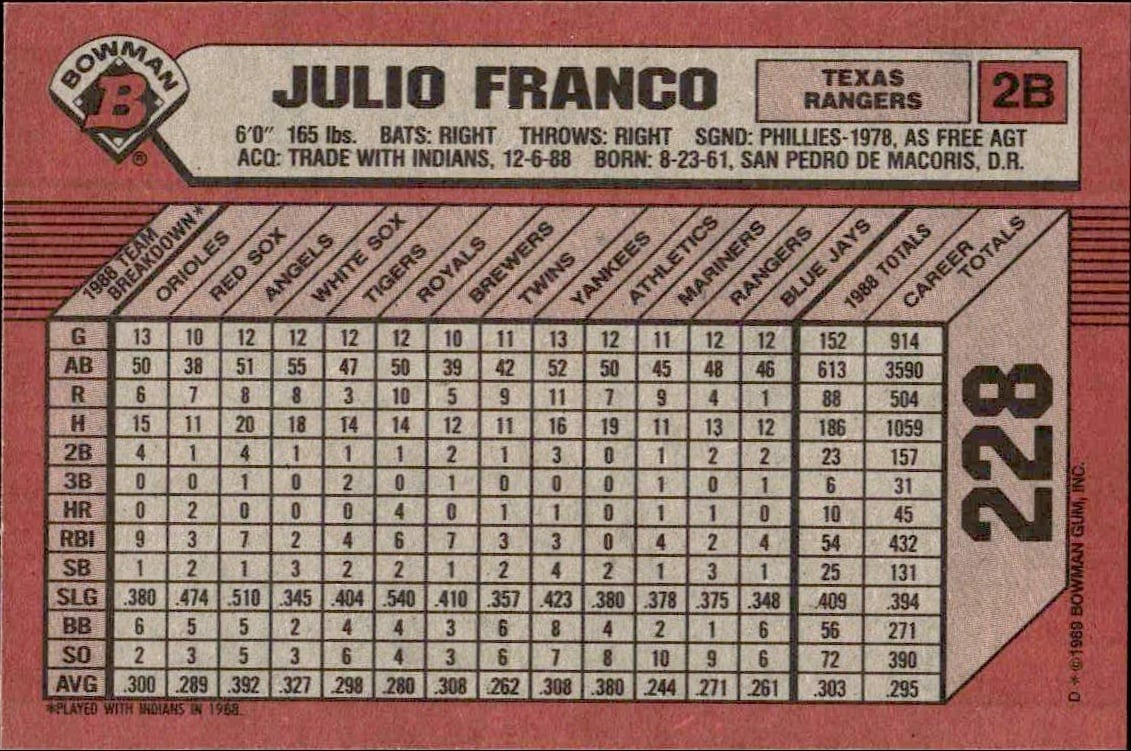 BOWMAN
B
®
JULIO FRANCO
TEXAS
RANGERS
2B
6'0" 165 lbs. BATS: RIGHT THROWS: RIGHT SGND: PHILLIES-1978, AS FREE AGT
ACQ: TRADE WITH INDIANS, 12-6-88 BORN: 8-23-61, SAN PEDRO DE MACORIS, D.R.
1988 TEAM BREAKDOWN* ORIOLES RED SOX ANGELS WHITE SOX TIGERS ROYALS BREWERS TWINS YANKEES ATHLETICS MARINERS RANGERS BLUE JAYS 1988 TOTALS CAREER TOTALS
G 13 10 12 12 12 12 10 11 13 12 11 12 12 152 914
AB 50 38 51 55 47 50 39 42 52 50 45 48 46 613 3590
R 6 7 8 8 3 10 5 9 11 7 9 4 1 88 504
H 15 11 20 18 14 14 12 11 16 19 11 13 12 186 1059
2B 4 1 4 1 1 1 2 1 3 0 1 2 2 23 157
3B 0 0 1 0 2 0 1 0 0 0 1 0 1 6 31
HR 0 2 0 0 0 4 0 1 1 0 1 1 0 10 45
RBI 9 3 7 2 4 6 7 3 3 0 4 2 4 54 432
SB 1 2 1 3 2 2 1 2 4 2 1 3 1 25 131
SLG .380 .474 .510 .345 .404 .540 .410 .357 .423 .380 .378 .375 .348 .409 .394
BB 6 5 5 2 4 4 3 6 8 4 2 1 6 56 271
SO 2 3 5 3 6 4 3 6 7 8 10 9 6 72 390
AVG .300 .289 .392 .327 .298 .280 .308 .262 .308 .380 .244 .271 .261 .303 .295
*PLAYED WITH INDIANS IN 1988.
228
D * ©1989 BOWMAN GUM, INC.